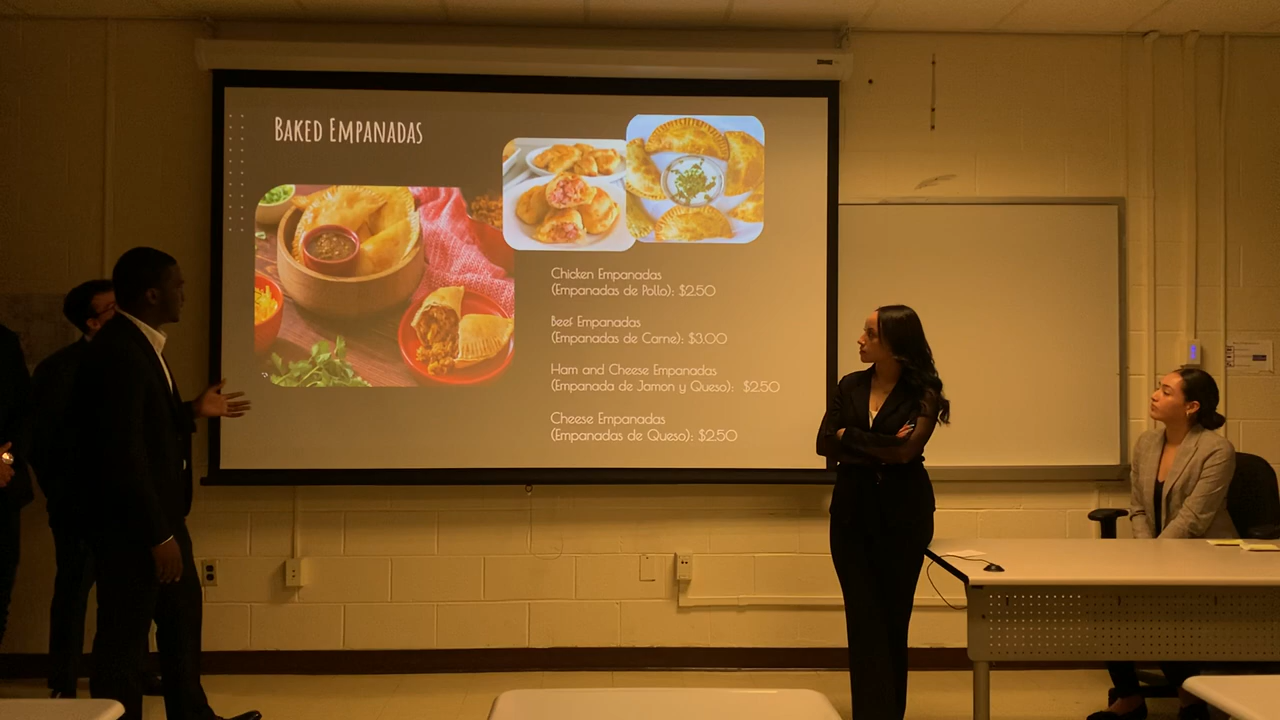 BAKED EMPANADAS
Chicken Empanadas
(Empanadas de Pollo): $2.50
Beef Empanadas
(Empanadas de Carne): $3.00
Ham and Cheese Empanadas
(Empanada de Jamon y Queso): $2.50
Cheese Empanadas
(Empanadas de Queso): $2.50